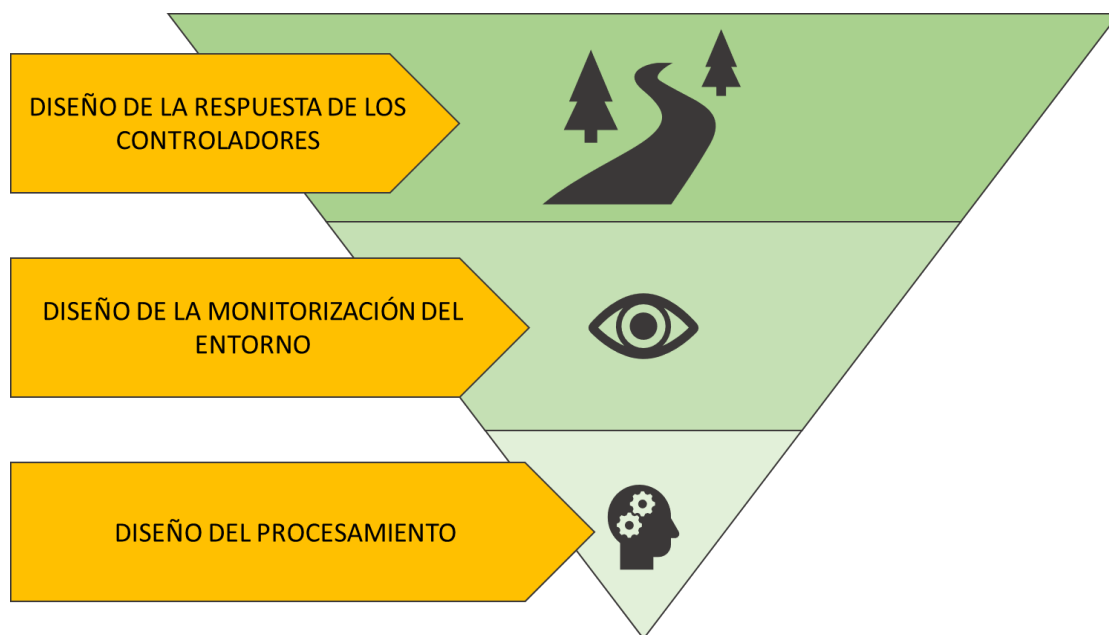 DISEÑO DE LA RESPUESTA DE LOS
CONTROLADORES
DISEÑO DE LA MONITORIZACIÓN DEL
ENTORNO
DISEÑO DEL PROCESAMIENTO